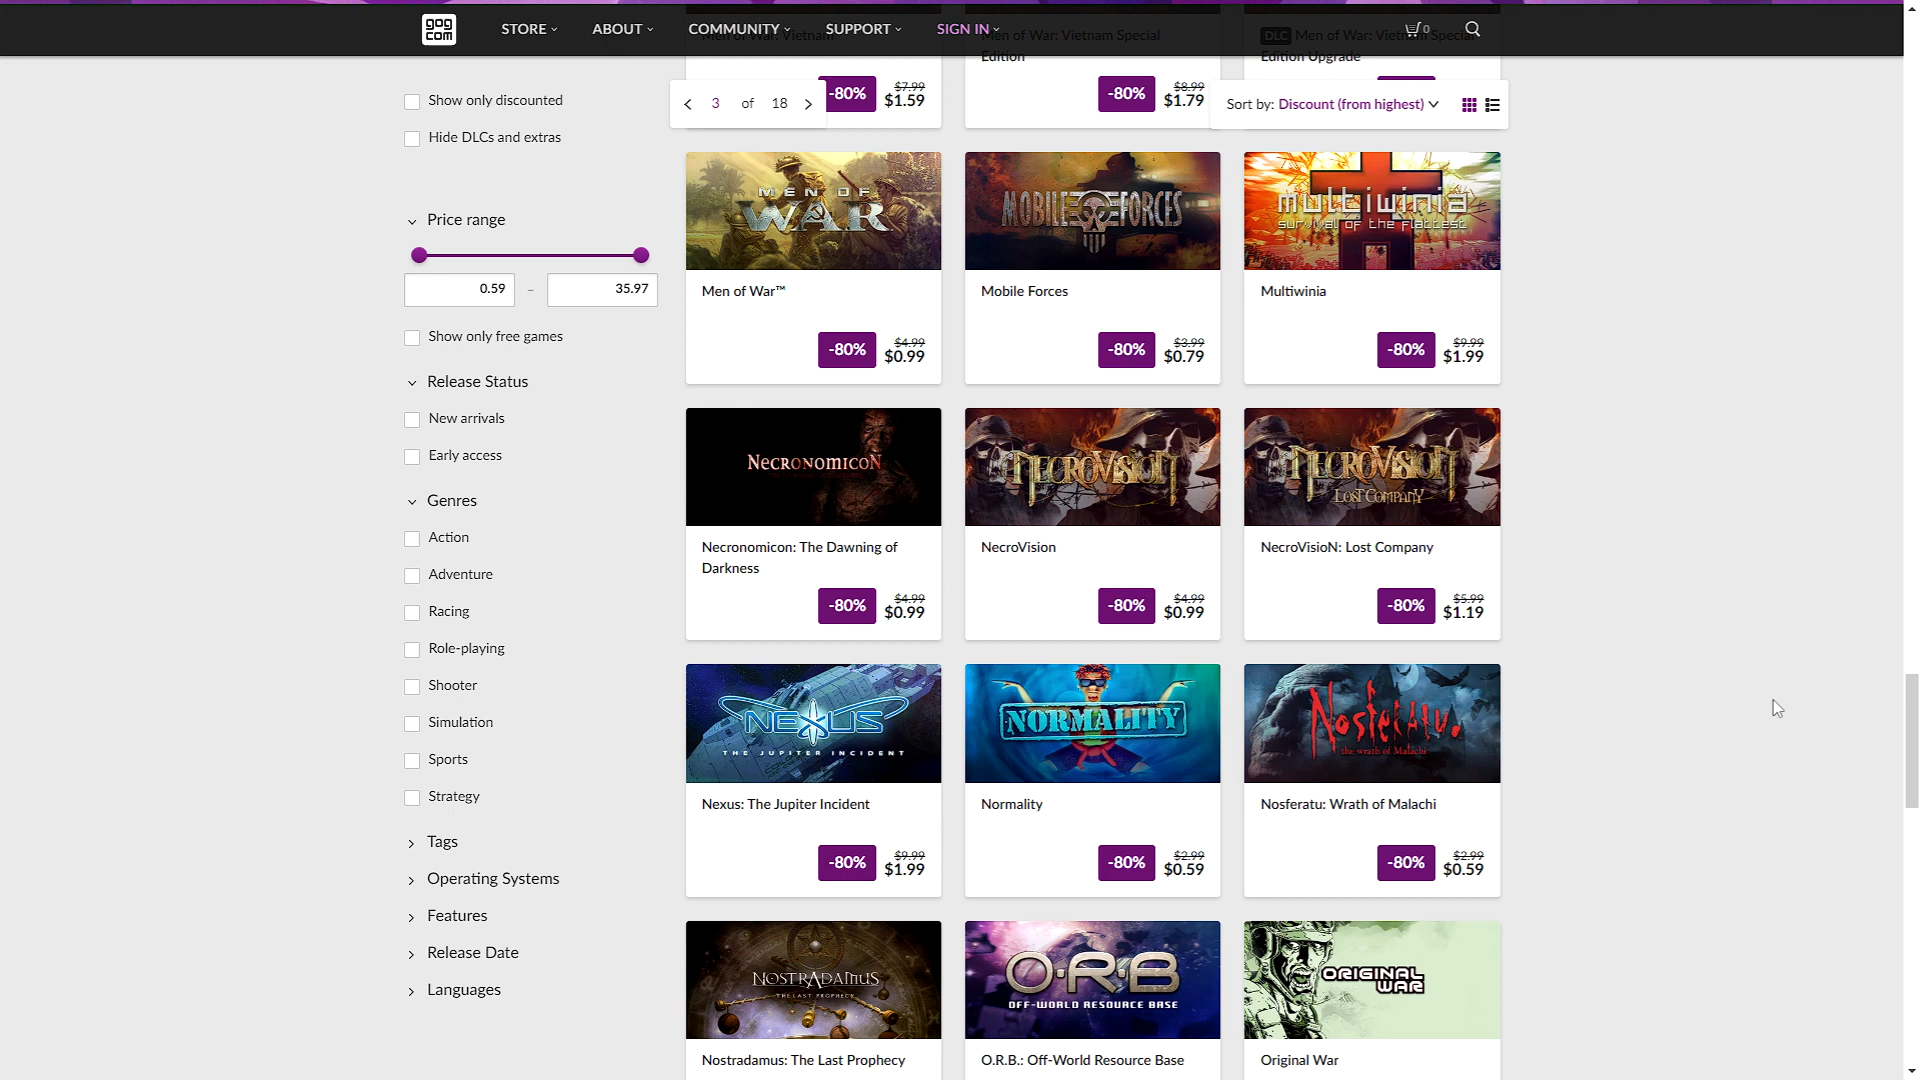 gog
com
STORE
ABOUT
COMMUNITY
SUPPORT
SIGN IN
0
Men of War: Vietnam
Men of War: Vietnam Special
Edition
DLC Men of War: Vietnam Special
Edition Upgrade
-80% $7.99 $1.59
-80% $8.99 $1.79
3 of 18
Sort by: Discount (from highest)
Show only discounted
Hide DLCs and extras
Price range
0.59 – 35.97
Show only free games
Release Status
New arrivals
Early access
Genres
Action
Adventure
Racing
Role-playing
Shooter
Simulation
Sports
Strategy
Tags
Operating Systems
Features
Release Date
Languages
MEN OF
WAR
Men of War™
-80% $4.99 $0.99
MOBILE FORCES
Mobile Forces
-80% $3.99 $0.79
multiwinia
survival of the flattest
Multiwinia
-80% $9.99 $1.99
NECRONOMICON
Necronomicon: The Dawning of
Darkness
-80% $4.99 $0.99
NECROVISION
NecroVision
-80% $4.99 $0.99
NECROVISION
LOST COMPANY
NecroVisioN: Lost Company
-80% $5.99 $1.19
NEXUS
THE JUPITER INCIDENT
Nexus: The Jupiter Incident
-80% $9.99 $1.99
NORMALITY
Normality
-80% $2.99 $0.59
Nosferatu.
the wrath of Malachi
Nosferatu: Wrath of Malachi
-80% $2.99 $0.59
NOSTRADAMUS
THE LAST PROPHECY
Nostradamus: The Last Prophecy
O.R.B
OFF-WORLD RESOURCE BASE
O.R.B.: Off-World Resource Base
ORIGINAL
WAR
Original War